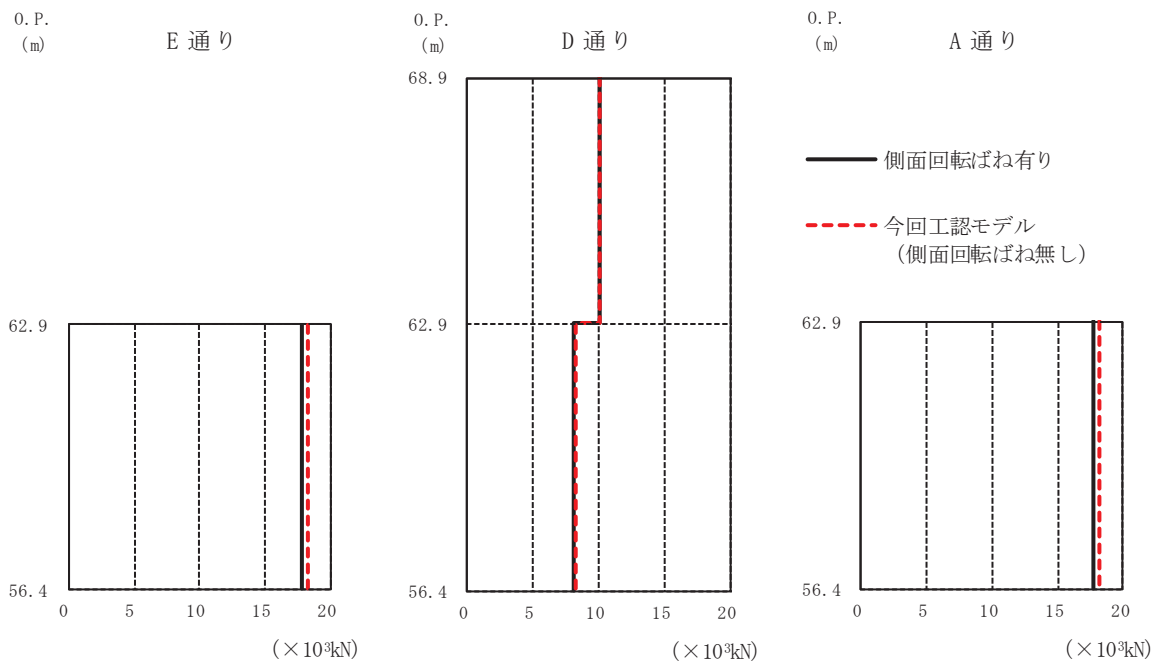 O.P.
(m)
E 通り
62.9
56.4
0 5 10 15 20
(×10³kN)
O.P.
(m)
D 通り
68.9
62.9
56.4
0 5 10 15 20
(×10³kN)
O.P.
(m)
A 通り
側面回転ばね有り
今回工認モデル
(側面回転ばね無し)
62.9
56.4
0 5 10 15 20
(×10³kN)